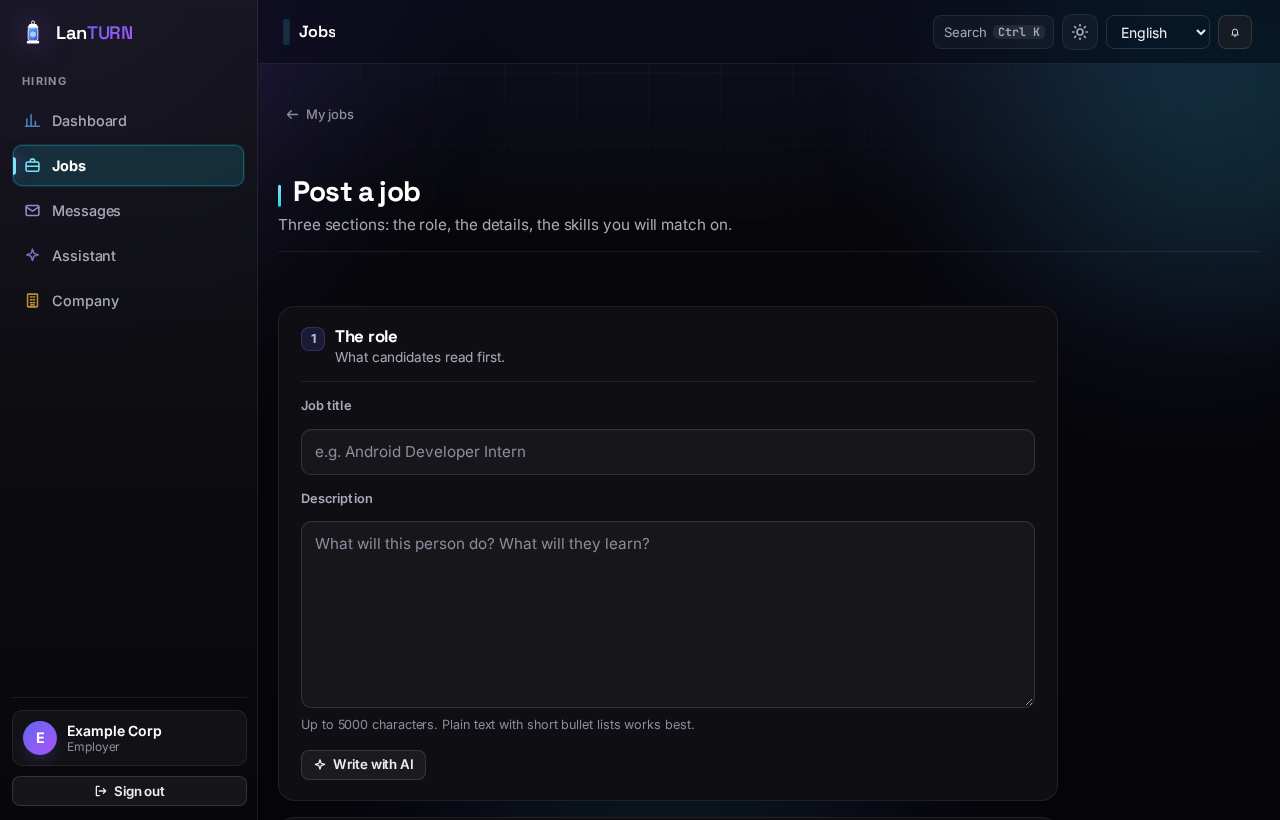 LanTURN
HIRING
Dashboard
Jobs
Messages
Assistant
Company
E
Example Corp
Employer
Sign out
Jobs
Search Ctrl K
English
My jobs
Post a job
Three sections: the role, the details, the skills you will match on.
1
The role
What candidates read first.
Job title
e.g. Android Developer Intern
Description
What will this person do? What will they learn?
Up to 5000 characters. Plain text with short bullet lists works best.
Write with AI